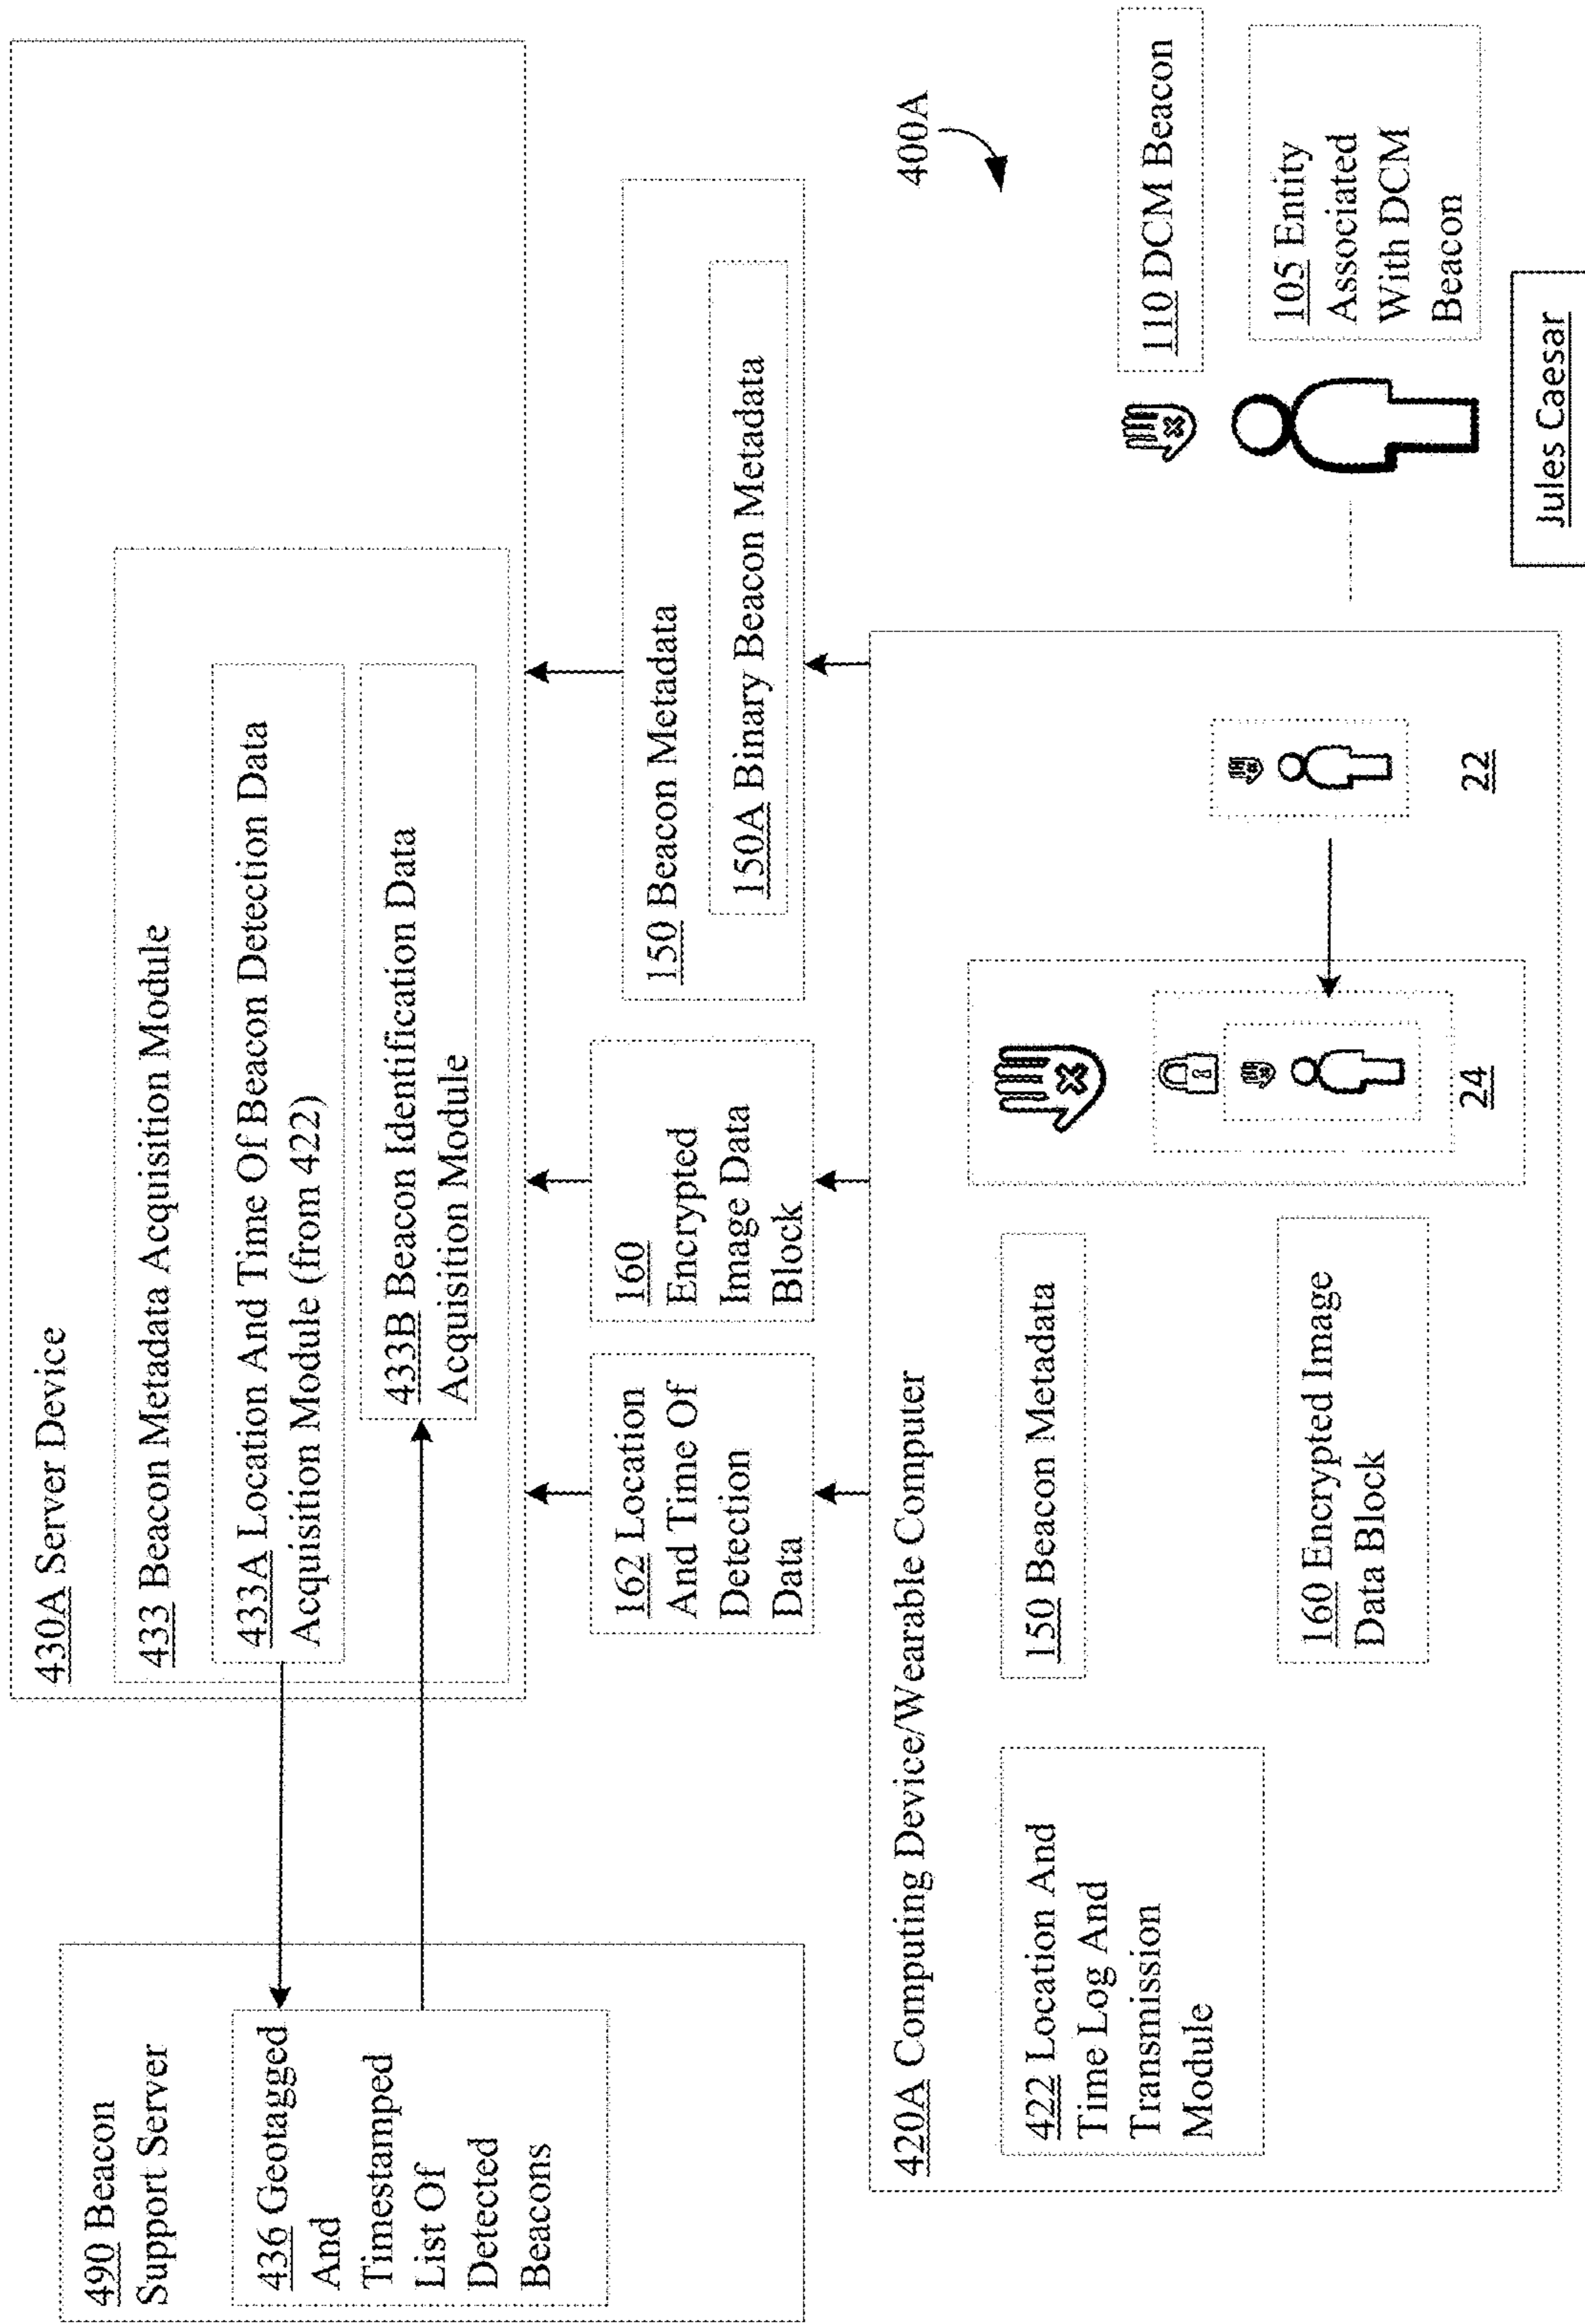 490 Beacon
Support Server
436 Geotagged
And
Timestamped
List Of
Detected
Beacons
430A Server Device
433 Beacon Metadata Acquisition Module
433A Location And Time Of Beacon Detection Data
Acquisition Module (from 422)
433B Beacon Identification Data
Acquisition Module
162 Location
And Time Of
Detection
Data
160
Encrypted
Image Data
Block
150 Beacon Metadata
150A Binary Beacon Metadata
420A Computing Device/Wearable Computer
422 Location And
Time Log And
Transmission
Module
150 Beacon Metadata
160 Encrypted Image
Data Block
24
22
400A
110 DCM Beacon
105 Entity
Associated
With DCM
Beacon
Jules Caesar